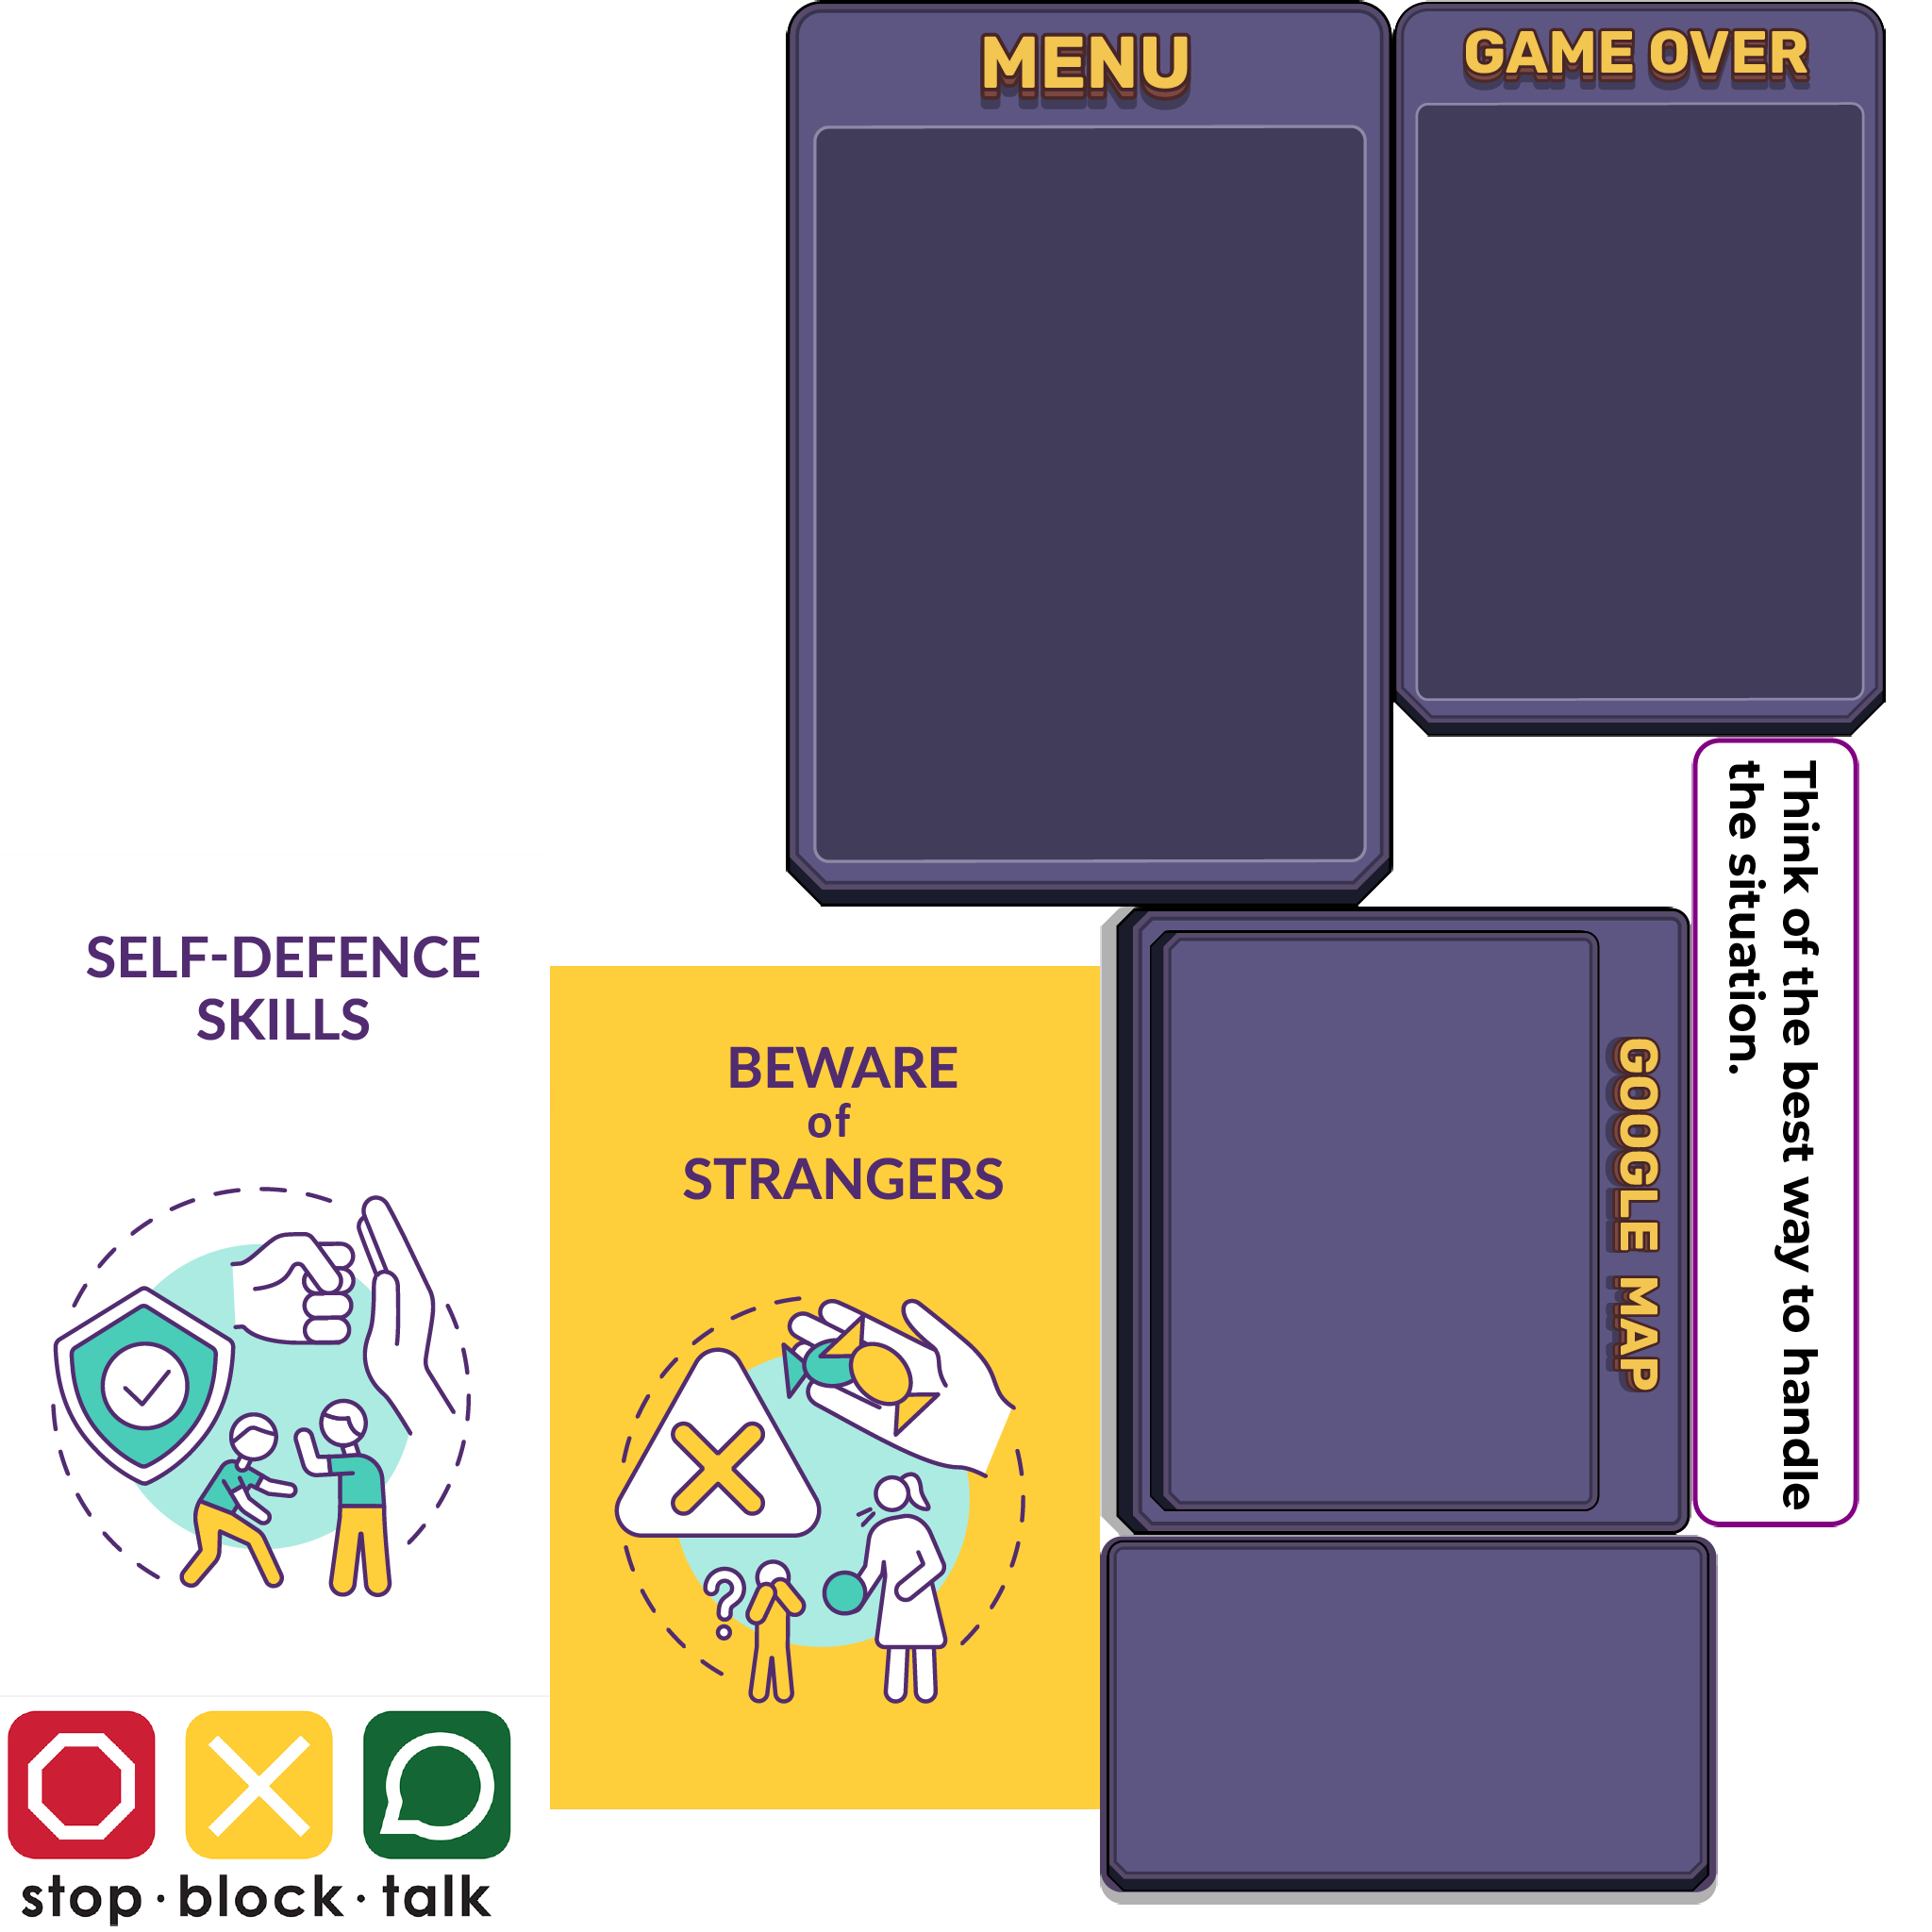 MENU
GAME OVER
Think of the best way to handle
the situation.
GOOGLE MAP
SELF-DEFENCE
SKILLS
BEWARE
of
STRANGERS
?
stop·block·talk